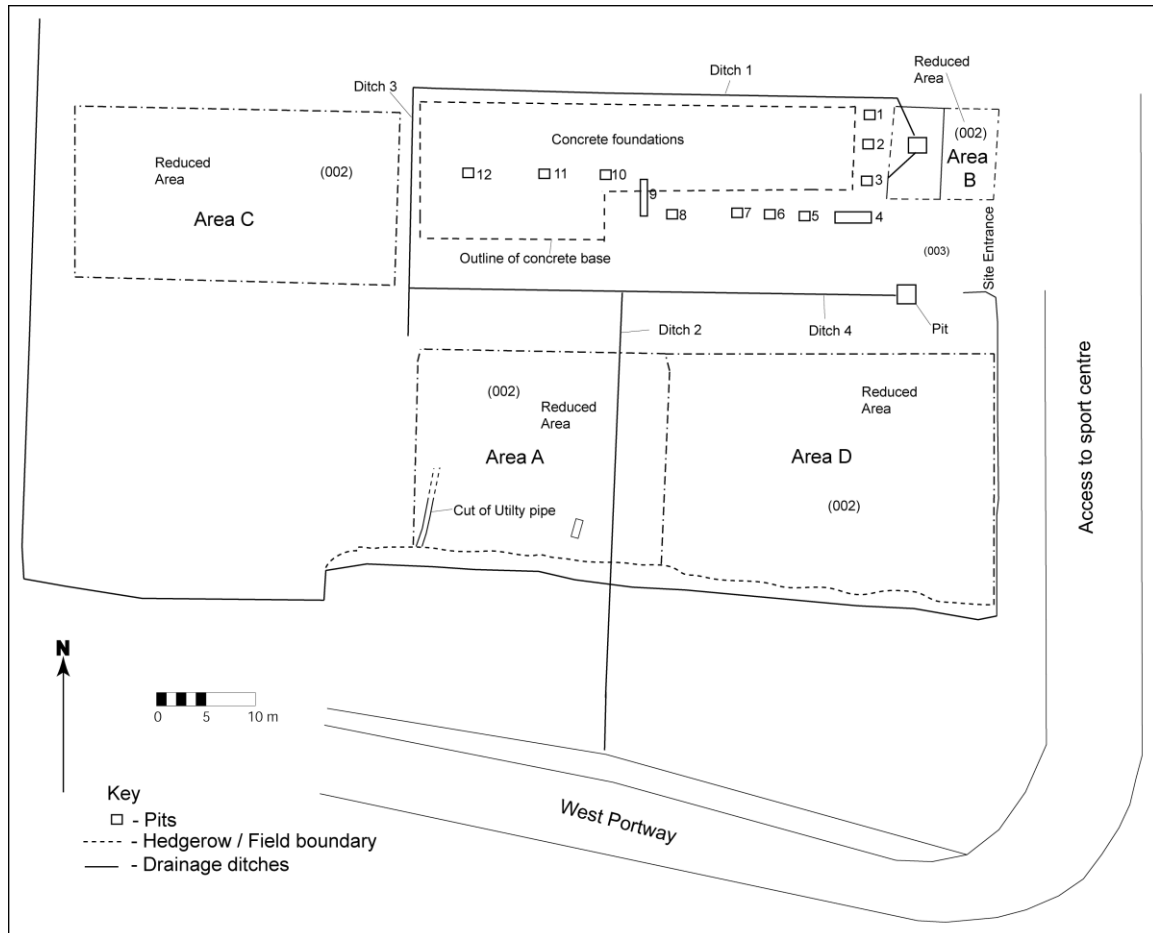 Reduced
Area
Ditch 1
Ditch 3
1
(002)
Concrete foundations
2
Area
B
Reduced
Area
(002)
12
11
10
3
9
Area C
8
7
6
5
4
Outline of concrete base
(003)
Site Entrance
Ditch 2
Ditch 4
Pit
(002)
Reduced
Area
Reduced
Area
Area A
Area D
Access to sport centre
(002)
Cut of Utilty pipe
N
0 5 10 m
Key
- Pits
- Hedgerow / Field boundary
- Drainage ditches
West Portway